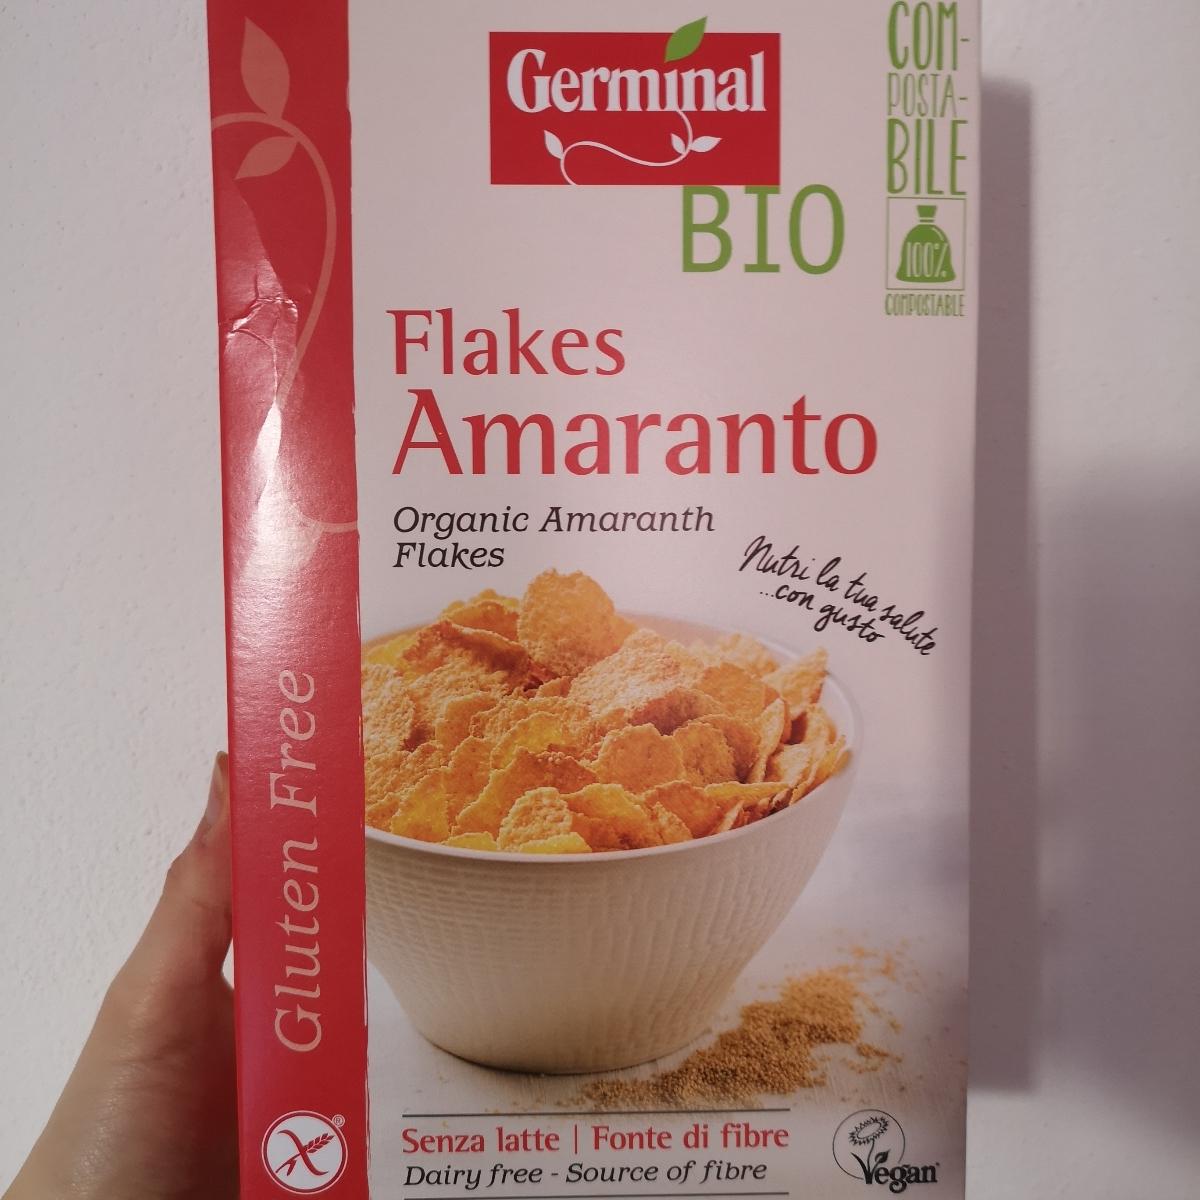 Germinal
BIO
COM-
POSTA-
BILE
100%
COMPOSTABLE
Flakes
Amaranto
Organic Amaranth
Flakes
Nutri la tua salute
...con gusto
Gluten Free
®
Senza latte | Fonte di fibre
Dairy free - Source of fibre
Vegan